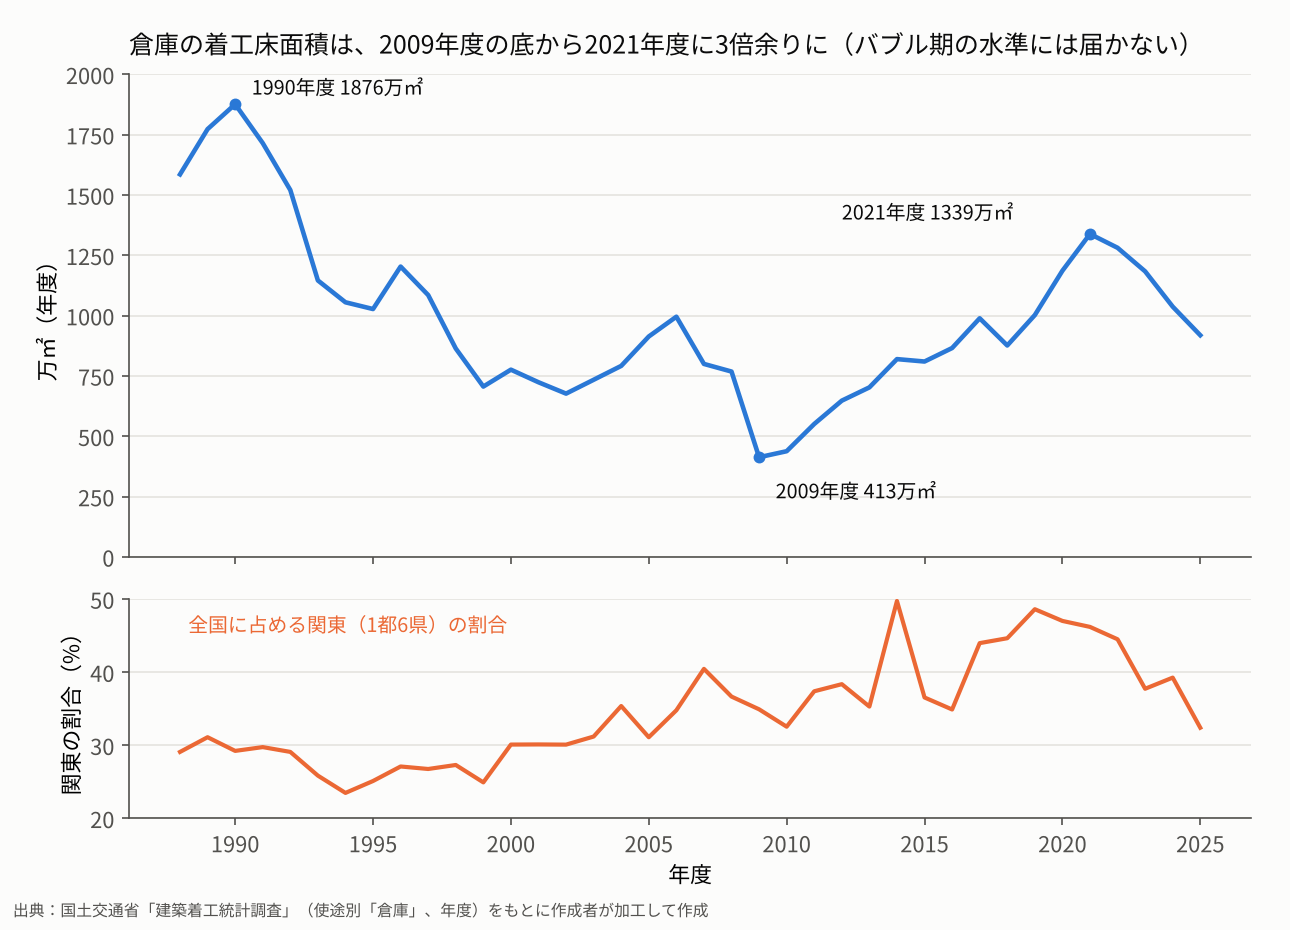 倉庫の着工床面積は、2009年度の底から2021年度に3倍余りに（バブル期の水準には届かない）
万㎡（年度）
2000
1750
1500
1250
1000
750
500
250
0
1990年度 1876万㎡
2021年度 1339万㎡
2009年度 413万㎡
関東の割合（%）
50
40
30
20
全国に占める関東（1都6県）の割合
1990
1995
2000
2005
2010
2015
2020
2025
年度
出典：国土交通省「建築着工統計調査」（使途別「倉庫」、年度）をもとに作成者が加工して作成